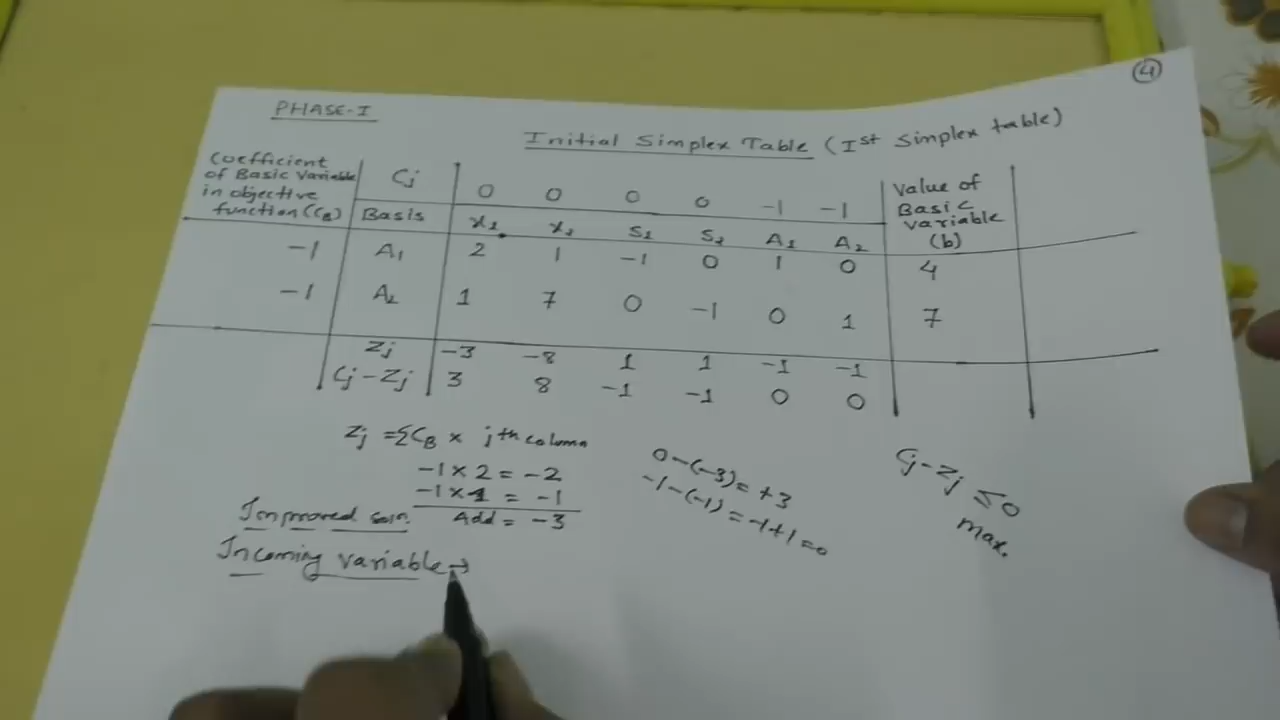 4
PHASE-I
Initial Simplex Table (Ist Simplex table)
Coefficient of Basic Variable in objective function (CB)
Cj 0 0 0 0 -1 -1
Value of Basic variable (b)
Basis x1 x2 S1 S2 A1 A2
-1 A1 2 1 -1 0 1 0 4
-1 A2 1 7 0 -1 0 1 7
Zj -3 -8 1 1 -1 -1
Cj-Zj 3 8 -1 -1 0 0
Zj = ΣCB × jth column
-1×2 = -2
-1×1 = -1
Add = -3
0-(-3) = +3
-1-(-1) = -1+1=0
Cj-Zj ≤0
max.
Improved soln.
Incoming variable→